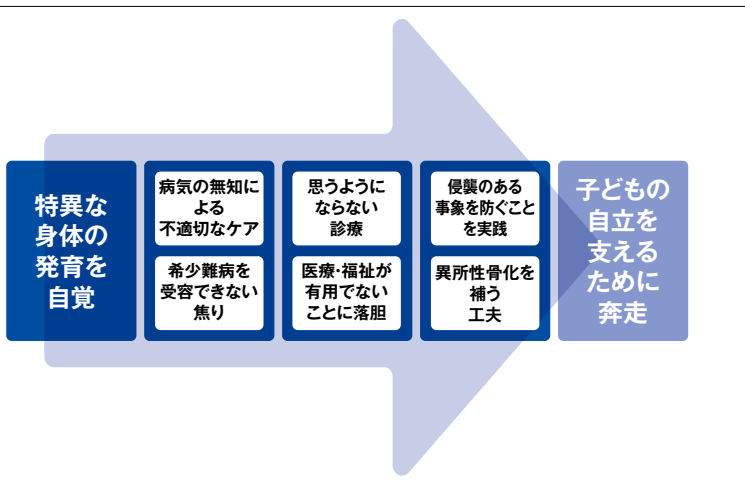 特異な
身体の
発育を
自覚
病気の無知に
よる
不適切なケア
希少難病を
受容できない
焦り
思うように
ならない
診療
医療・福祉が
有用でない
ことに落胆
侵襲のある
事象を防ぐこと
を実践
異所性骨化を
補う
工夫
子どもの
自立を
支える
ために
奔走